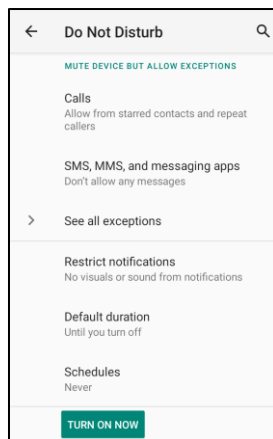 Do Not Disturb
MUTE DEVICE BUT ALLOW EXCEPTIONS
Calls
Allow from starred contacts and repeat
callers
SMS, MMS, and messaging apps
Don't allow any messages
See all exceptions
Restrict notifications
No visuals or sound from notifications
Default duration
Until you turn off
Schedules
Never
TURN ON NOW